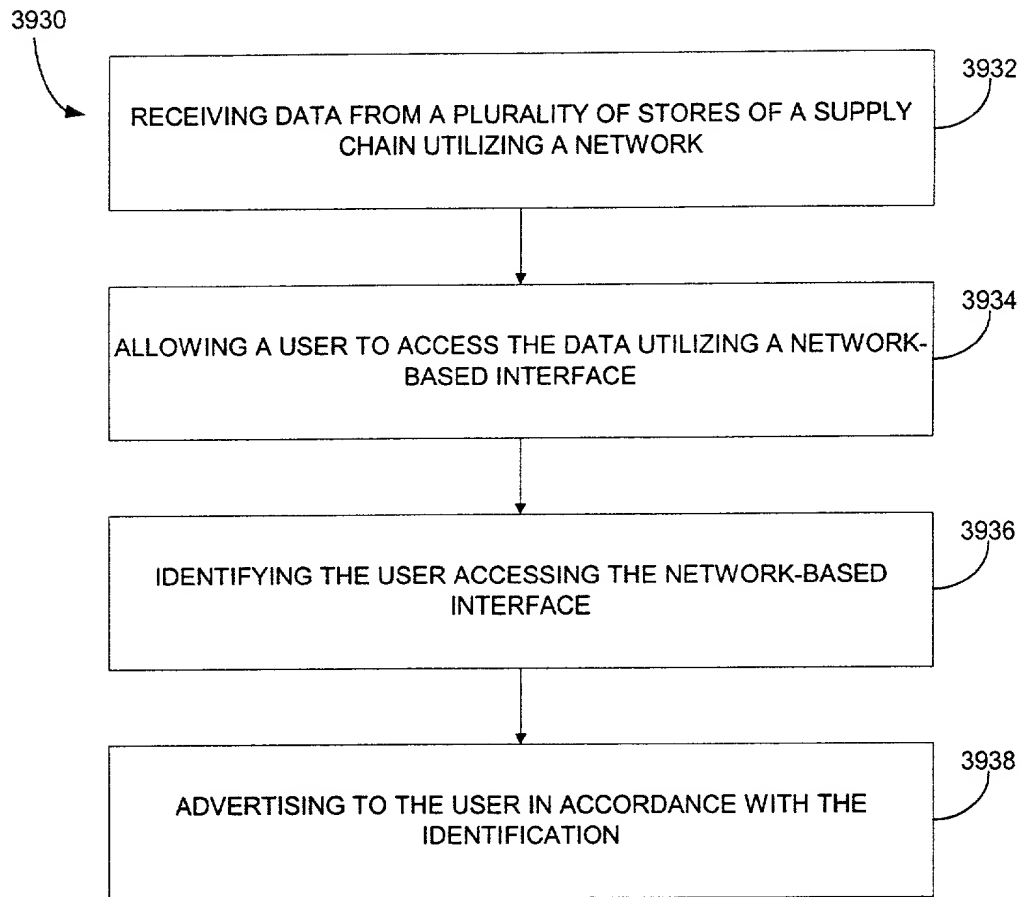 3930
3932
RECEIVING DATA FROM A PLURALITY OF STORES OF A SUPPLY
CHAIN UTILIZING A NETWORK
3934
ALLOWING A USER TO ACCESS THE DATA UTILIZING A NETWORK-
BASED INTERFACE
3936
IDENTIFYING THE USER ACCESSING THE NETWORK-BASED
INTERFACE
3938
ADVERTISING TO THE USER IN ACCORDANCE WITH THE
IDENTIFICATION